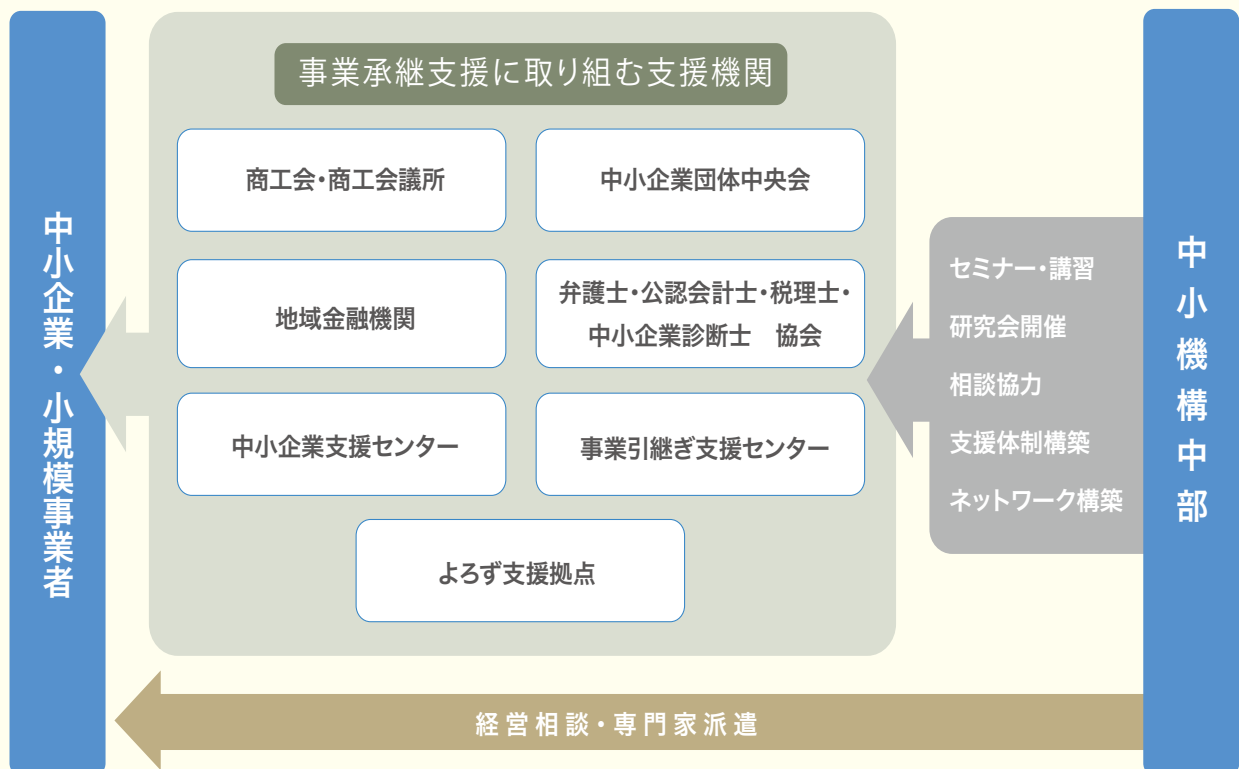 中小企業・小規模事業者
事業承継支援に取り組む支援機関
商工会・商工会議所
中小企業団体中央会
地域金融機関
弁護士・公認会計士・税理士・
中小企業診断士　協会
中小企業支援センター
事業引継ぎ支援センター
よろず支援拠点
セミナー・講習
研究会開催
相談協力
支援体制構築
ネットワーク構築
中小機構中部
経営相談・専門家派遣